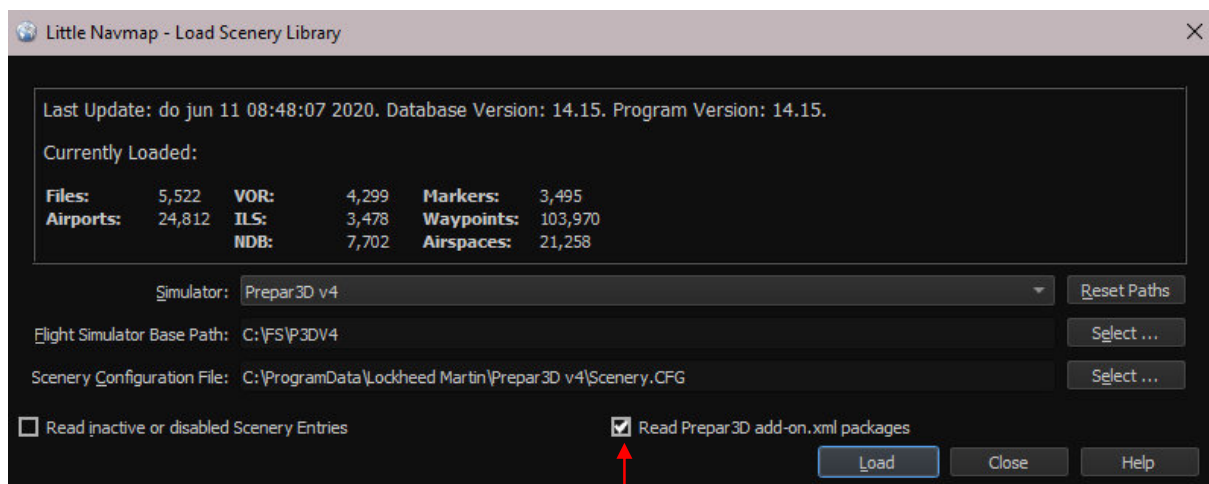 Little Navmap - Load Scenery Library
Last Update: do jun 11 08:48:07 2020. Database Version: 14.15. Program Version: 14.15.
Currently Loaded:
Files: 5,522 VOR: 4,299 Markers: 3,495
Airports: 24,812 ILS: 3,478 Waypoints: 103,970
NDB: 7,702 Airspaces: 21,258
Simulator: Prepar3D v4 Reset Paths
Flight Simulator Base Path: C:\FS\P3DV4 Select ...
Scenery Configuration File: C:\ProgramData\Lockheed Martin\Prepar3D v4\Scenery.CFG Select ...
Read inactive or disabled Scenery Entries Read Prepar3D add-on.xml packages
Load Close Help